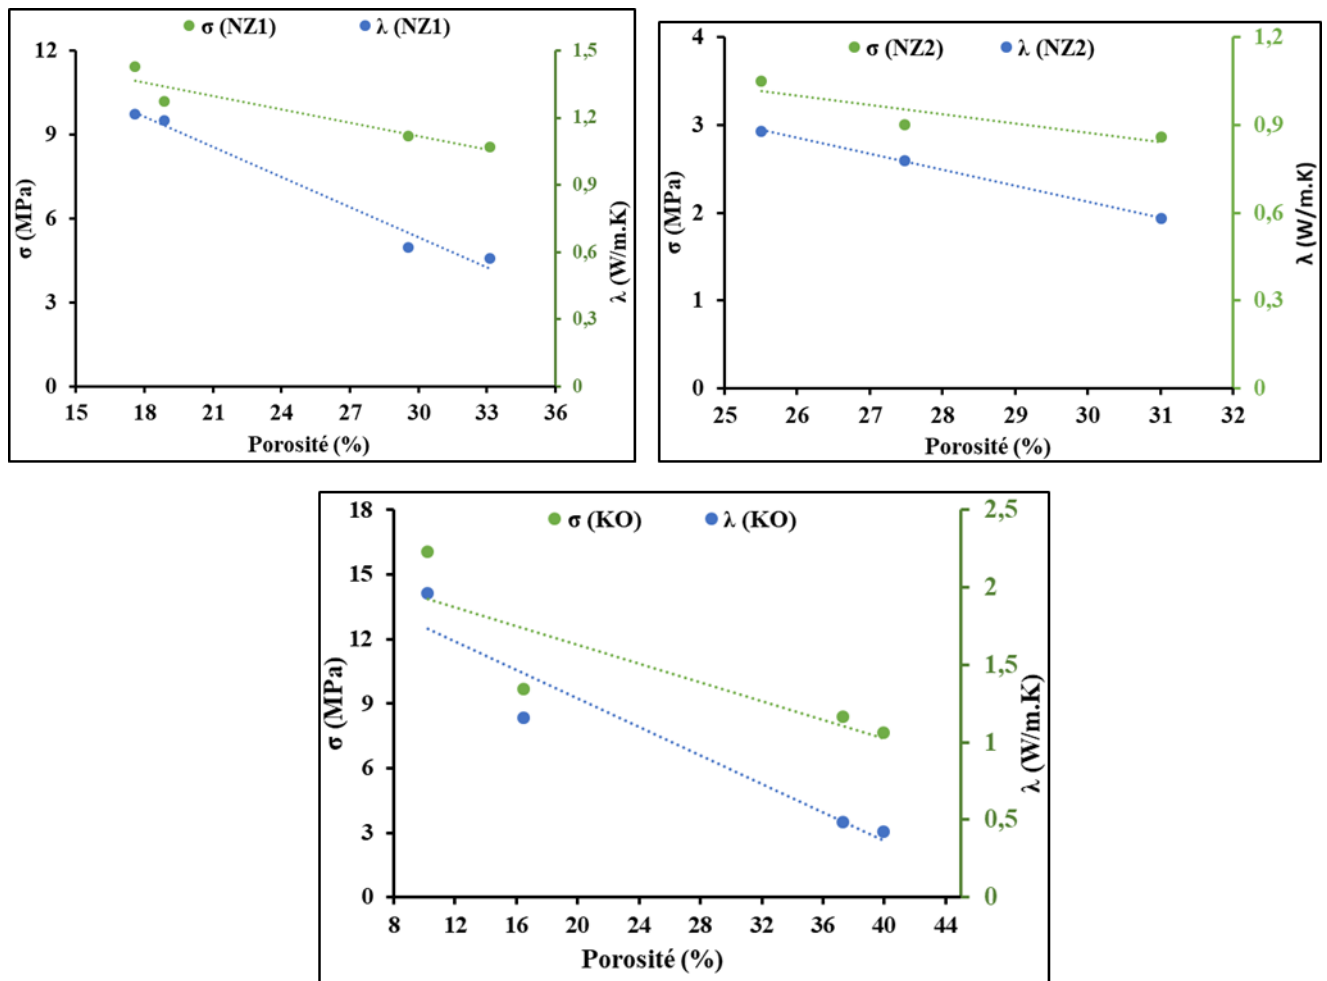 σ (NZ1) λ (NZ1)
12 1,5
9 1,2
0,9
6
0,6
3 0,3
0 0
σ (MPa)
λ (W/m.K)
15 18 21 24 27 30 33 36
Porosité (%)
σ (NZ2) λ (NZ2)
4 1,2
3 0,9
2 0,6
1 0,3
0 0
σ (MPa)
λ (W/m.K)
25 26 27 28 29 30 31 32
Porosité (%)
σ (KO) λ (KO)
18 2,5
15
2
12
1,5
9
1
6
0,5
3
0 0
σ (MPa)
λ (W/m.K)
8 12 16 20 24 28 32 36 40 44
Porosité (%)